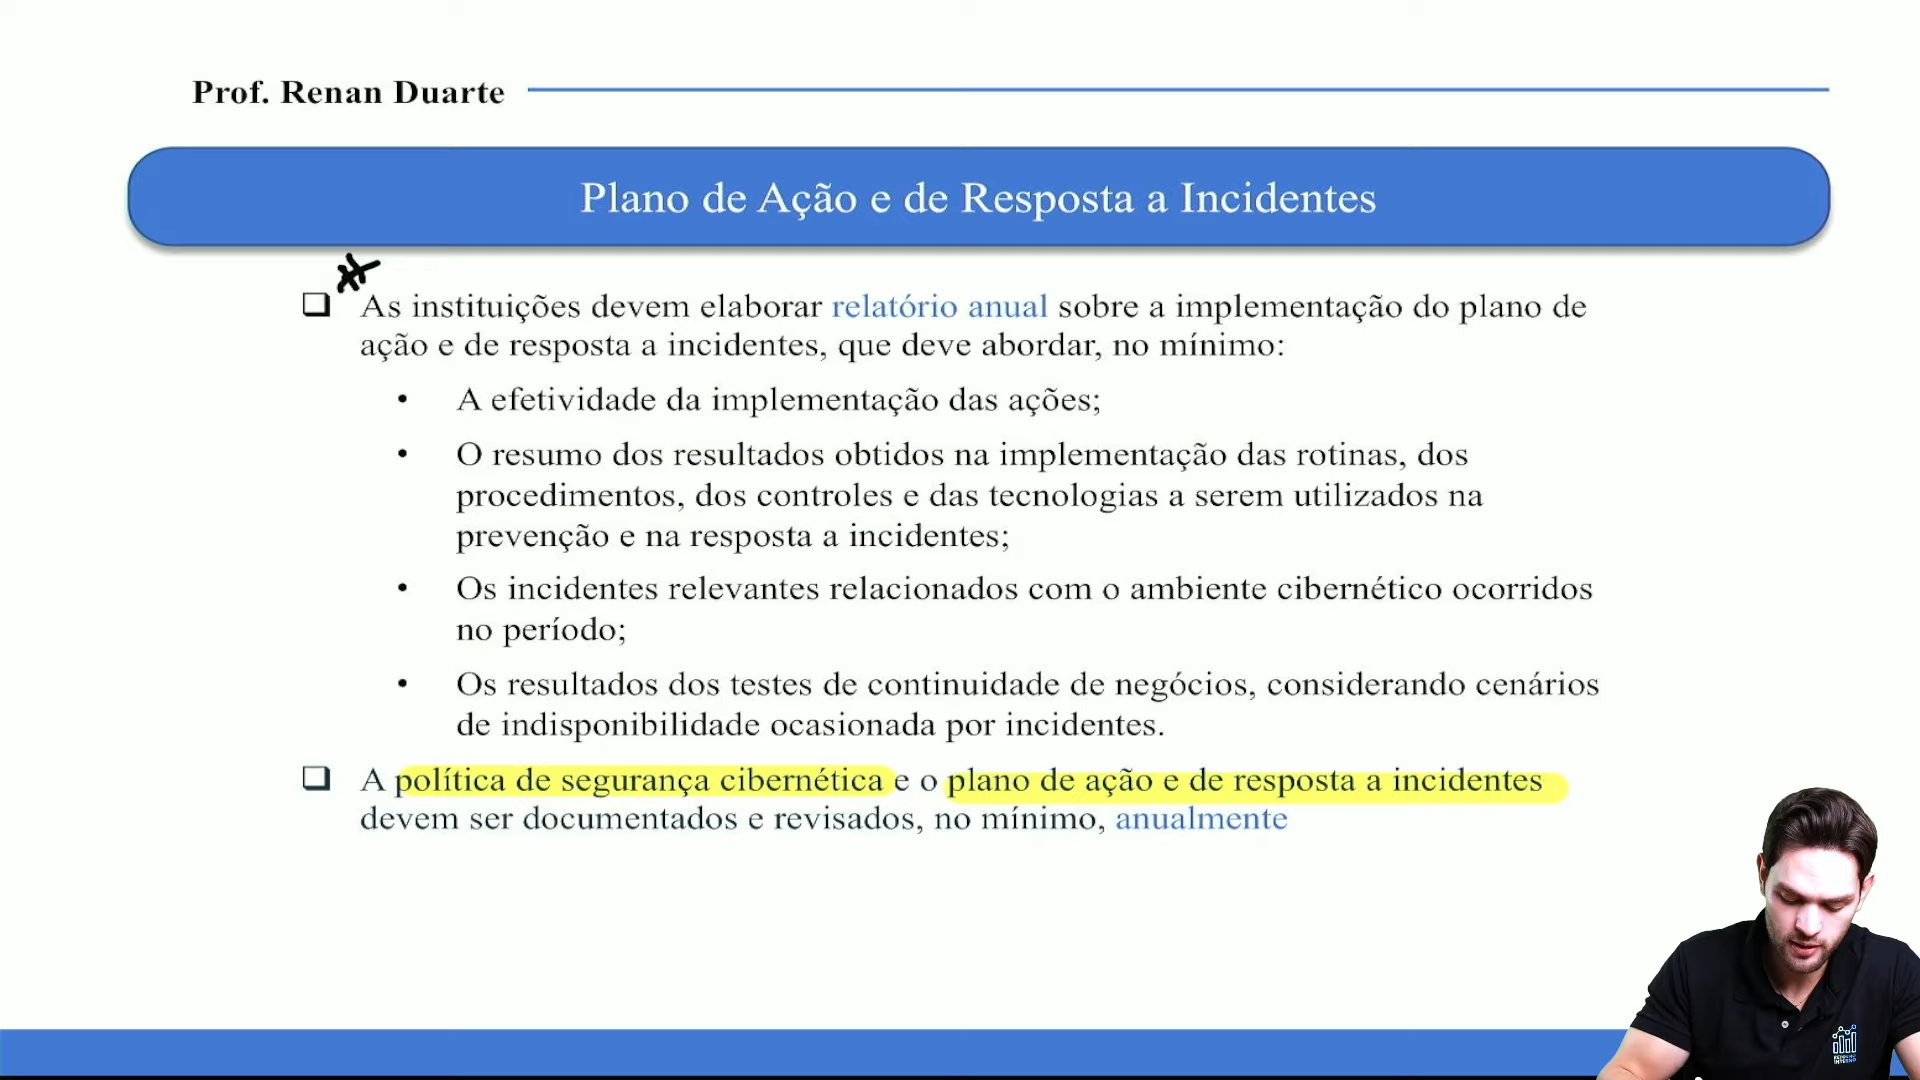 Prof. Renan Duarte
Plano de Ação e de Resposta a Incidentes
As instituições devem elaborar relatório anual sobre a implementação do plano de
ação e de resposta a incidentes, que deve abordar, no mínimo:
• A efetividade da implementação das ações;
• O resumo dos resultados obtidos na implementação das rotinas, dos
procedimentos, dos controles e das tecnologias a serem utilizados na
prevenção e na resposta a incidentes;
• Os incidentes relevantes relacionados com o ambiente cibernético ocorridos
no período;
• Os resultados dos testes de continuidade de negócios, considerando cenários
de indisponibilidade ocasionada por incidentes.
A política de segurança cibernética e o plano de ação e de resposta a incidentes
devem ser documentados e revisados, no mínimo, anualmente